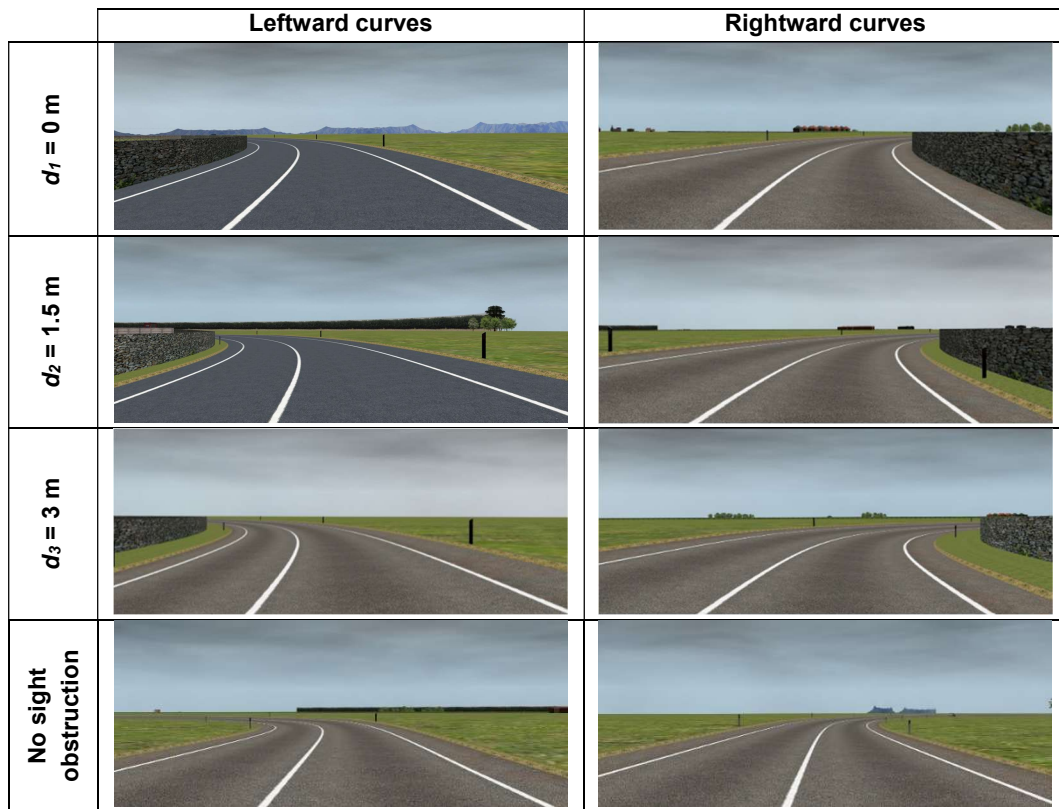 Leftward curves
Rightward curves
d₁ = 0 m
d₂ = 1.5 m
d₃ = 3 m
No sight
obstruction